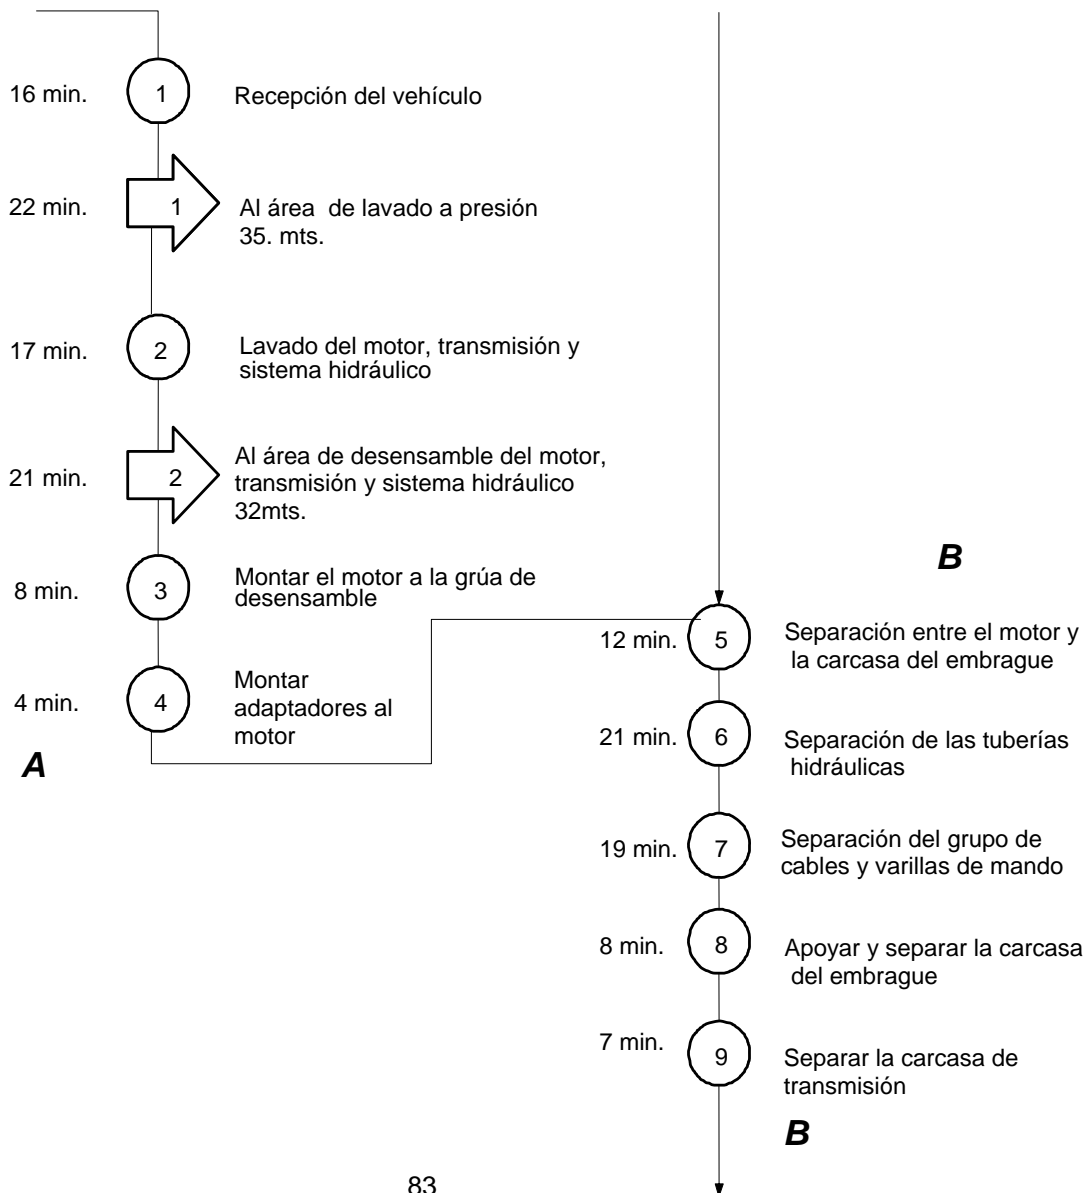 16 min.
1
Recepción del vehículo
22 min.
1
Al área de lavado a presión
35. mts.
17 min.
2
Lavado del motor, transmisión y
sistema hidráulico
21 min.
2
Al área de desensamble del motor,
transmisión y sistema hidráulico
32mts.
8 min.
3
Montar el motor a la grúa de
desensamble
4 min.
4
Montar
adaptadores al
motor
A
B
12 min.
5
Separación entre el motor y
la carcasa del embrague
21 min.
6
Separación de las tuberías
hidráulicas
19 min.
7
Separación del grupo de
cables y varillas de mando
8 min.
8
Apoyar y separar la carcasa
del embrague
7 min.
9
Separar la carcasa de
transmisión
B
83